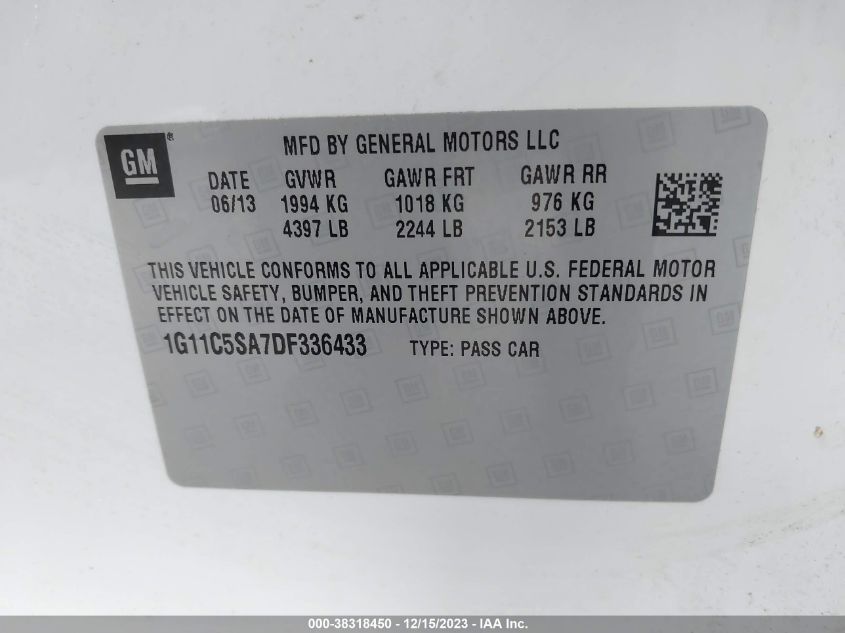 GM®
MFD BY GENERAL MOTORS LLC
DATE GVWR GAWR FRT GAWR RR
06/13 1994 KG 1018 KG 976 KG
4397 LB 2244 LB 2153 LB
THIS VEHICLE CONFORMS TO ALL APPLICABLE U.S. FEDERAL MOTOR
VEHICLE SAFETY, BUMPER, AND THEFT PREVENTION STANDARDS IN
EFFECT ON THE DATE OF MANUFACTURE SHOWN ABOVE.
1G11C5SA7DF336433 TYPE: PASS CAR
000-38318450 - 12/15/2023 - IAA Inc.